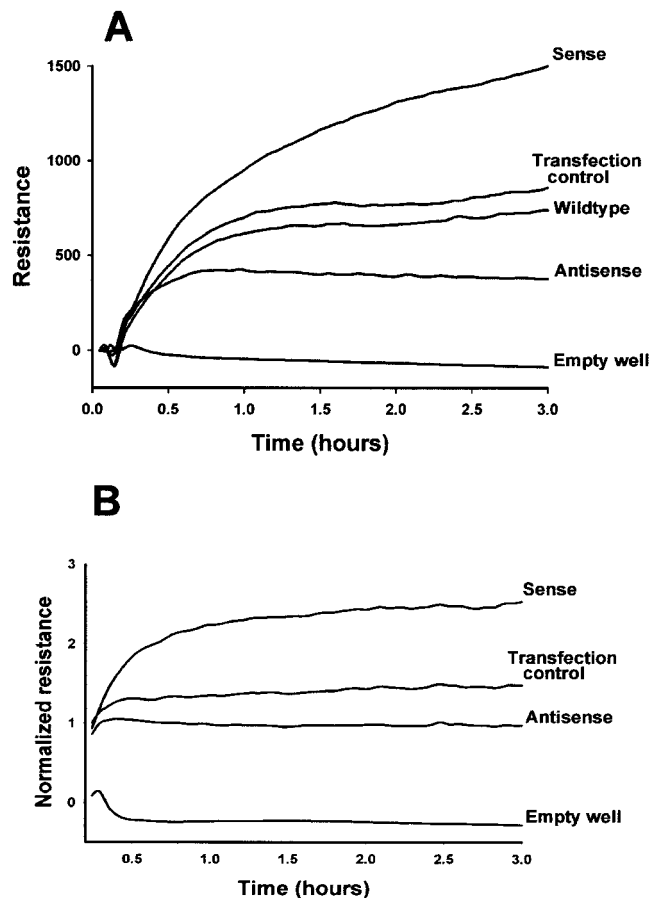 A
Resistance
1500
1000
500
0
Sense
Transfection
control
Wildtype
Antisense
Empty well
0.0 0.5 1.0 1.5 2.0 2.5 3.0
Time (hours)
B
Normalized resistance
3
2
1
0
Sense
Transfection
control
Antisense
Empty well
0.5 1.0 1.5 2.0 2.5 3.0
Time (hours)